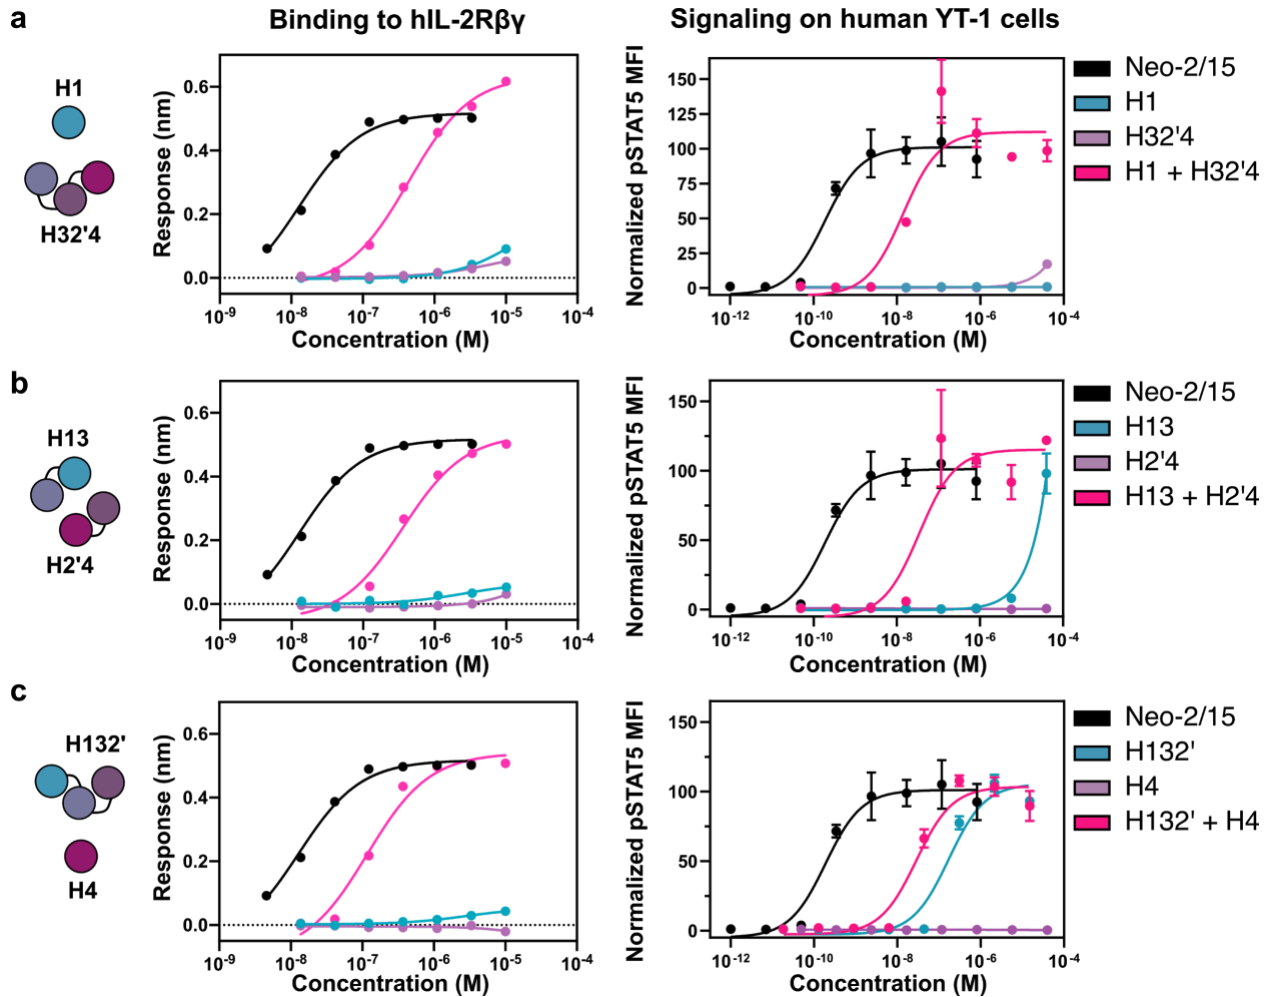 a
Binding to hIL-2Rβγ
Signaling on human YT-1 cells
H1
H32'4
Response (nm)
0.6
0.4
0.2
0.0
10-9 10-8 10-7 10-6 10-5 10-4
Concentration (M)
Normalized pSTAT5 MFI
150
125
100
75
50
25
0
10-12 10-10 10-8 10-6 10-4
Concentration (M)
Neo-2/15
H1
H32'4
H1 + H32'4
b
H13
H2'4
Response (nm)
0.6
0.4
0.2
0.0
10-9 10-8 10-7 10-6 10-5 10-4
Concentration (M)
Normalized pSTAT5 MFI
150
100
50
0
10-12 10-10 10-8 10-6 10-4
Concentration (M)
Neo-2/15
H13
H2'4
H13 + H2'4
c
H132'
H4
Response (nm)
0.6
0.4
0.2
0.0
10-9 10-8 10-7 10-6 10-5 10-4
Concentration (M)
Normalized pSTAT5 MFI
150
100
50
0
10-12 10-10 10-8 10-6 10-4
Concentration (M)
Neo-2/15
H132'
H4
H132' + H4